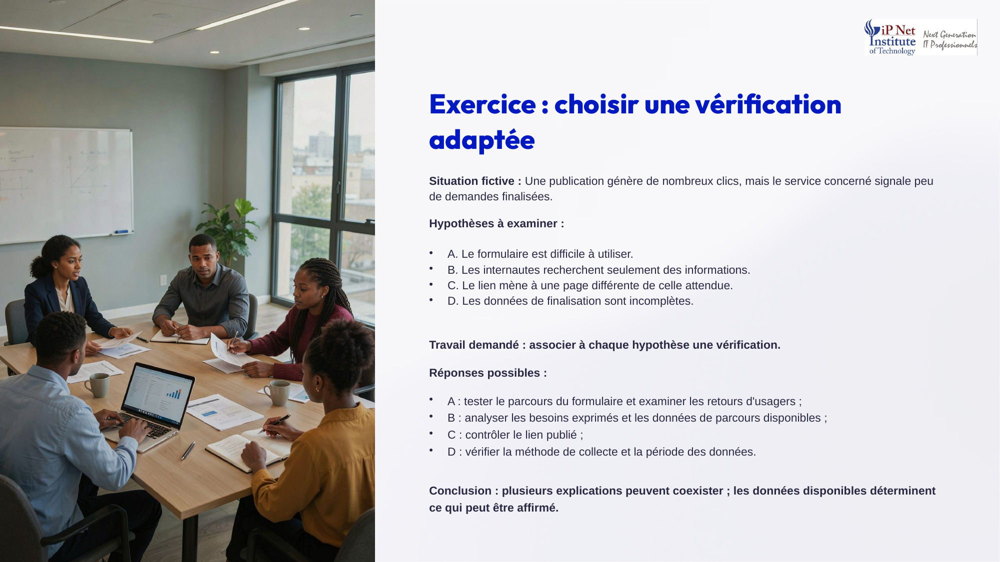 iP Net
Institute
of Technology
Next Generation
IT Professionnels
Exercice : choisir une vérification
adaptée
Situation fictive : Une publication génère de nombreux clics, mais le service concerné signale peu
de demandes finalisées.
Hypothèses à examiner :
• A. Le formulaire est difficile à utiliser.
• B. Les internautes recherchent seulement des informations.
• C. Le lien mène à une page différente de celle attendue.
• D. Les données de finalisation sont incomplètes.
Travail demandé : associer à chaque hypothèse une vérification.
Réponses possibles :
• A : tester le parcours du formulaire et examiner les retours d'usagers ;
• B : analyser les besoins exprimés et les données de parcours disponibles ;
• C : contrôler le lien publié ;
• D : vérifier la méthode de collecte et la période des données.
Conclusion : plusieurs explications peuvent coexister ; les données disponibles déterminent
ce qui peut être affirmé.